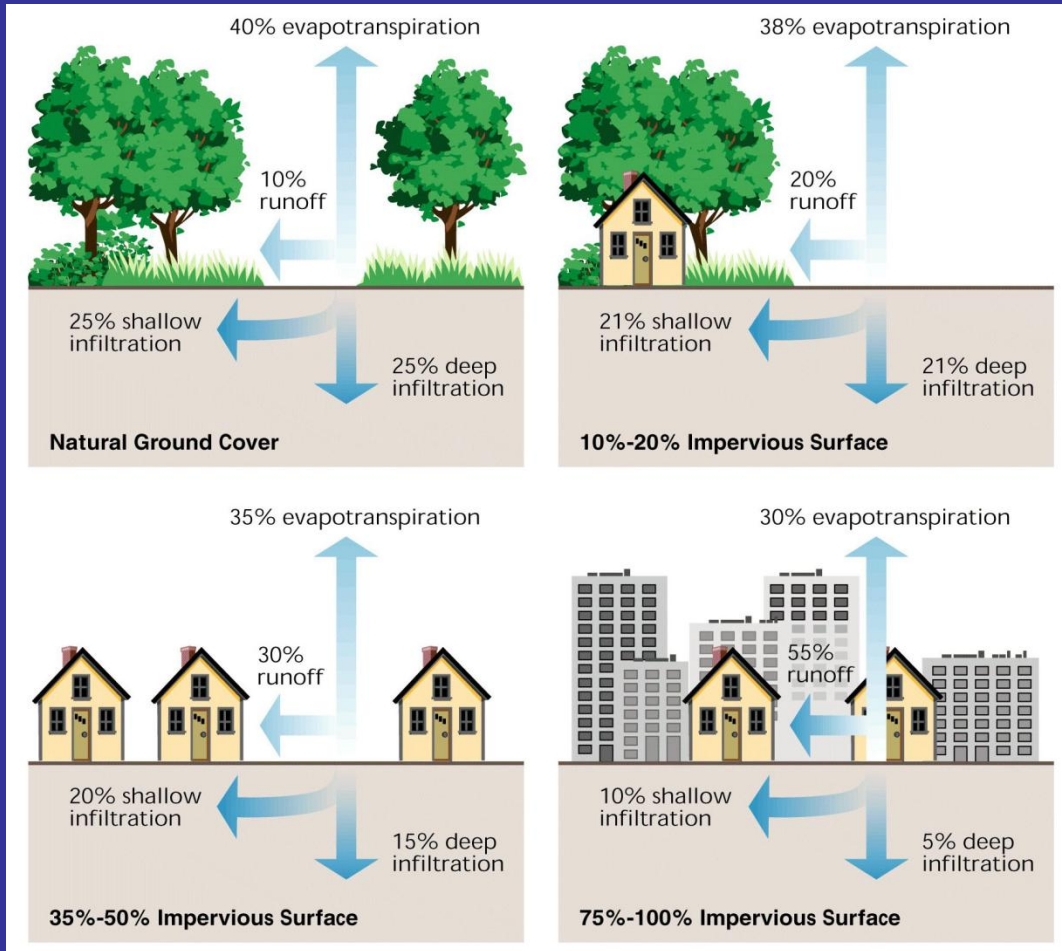 40% evapotranspiration
10%
runoff
25% shallow
infiltration
25% deep
infiltration
Natural Ground Cover
38% evapotranspiration
20%
runoff
21% shallow
infiltration
21% deep
infiltration
10%-20% Impervious Surface
35% evapotranspiration
30%
runoff
20% shallow
infiltration
15% deep
infiltration
35%-50% Impervious Surface
30% evapotranspiration
55%
runoff
10% shallow
infiltration
5% deep
infiltration
75%-100% Impervious Surface